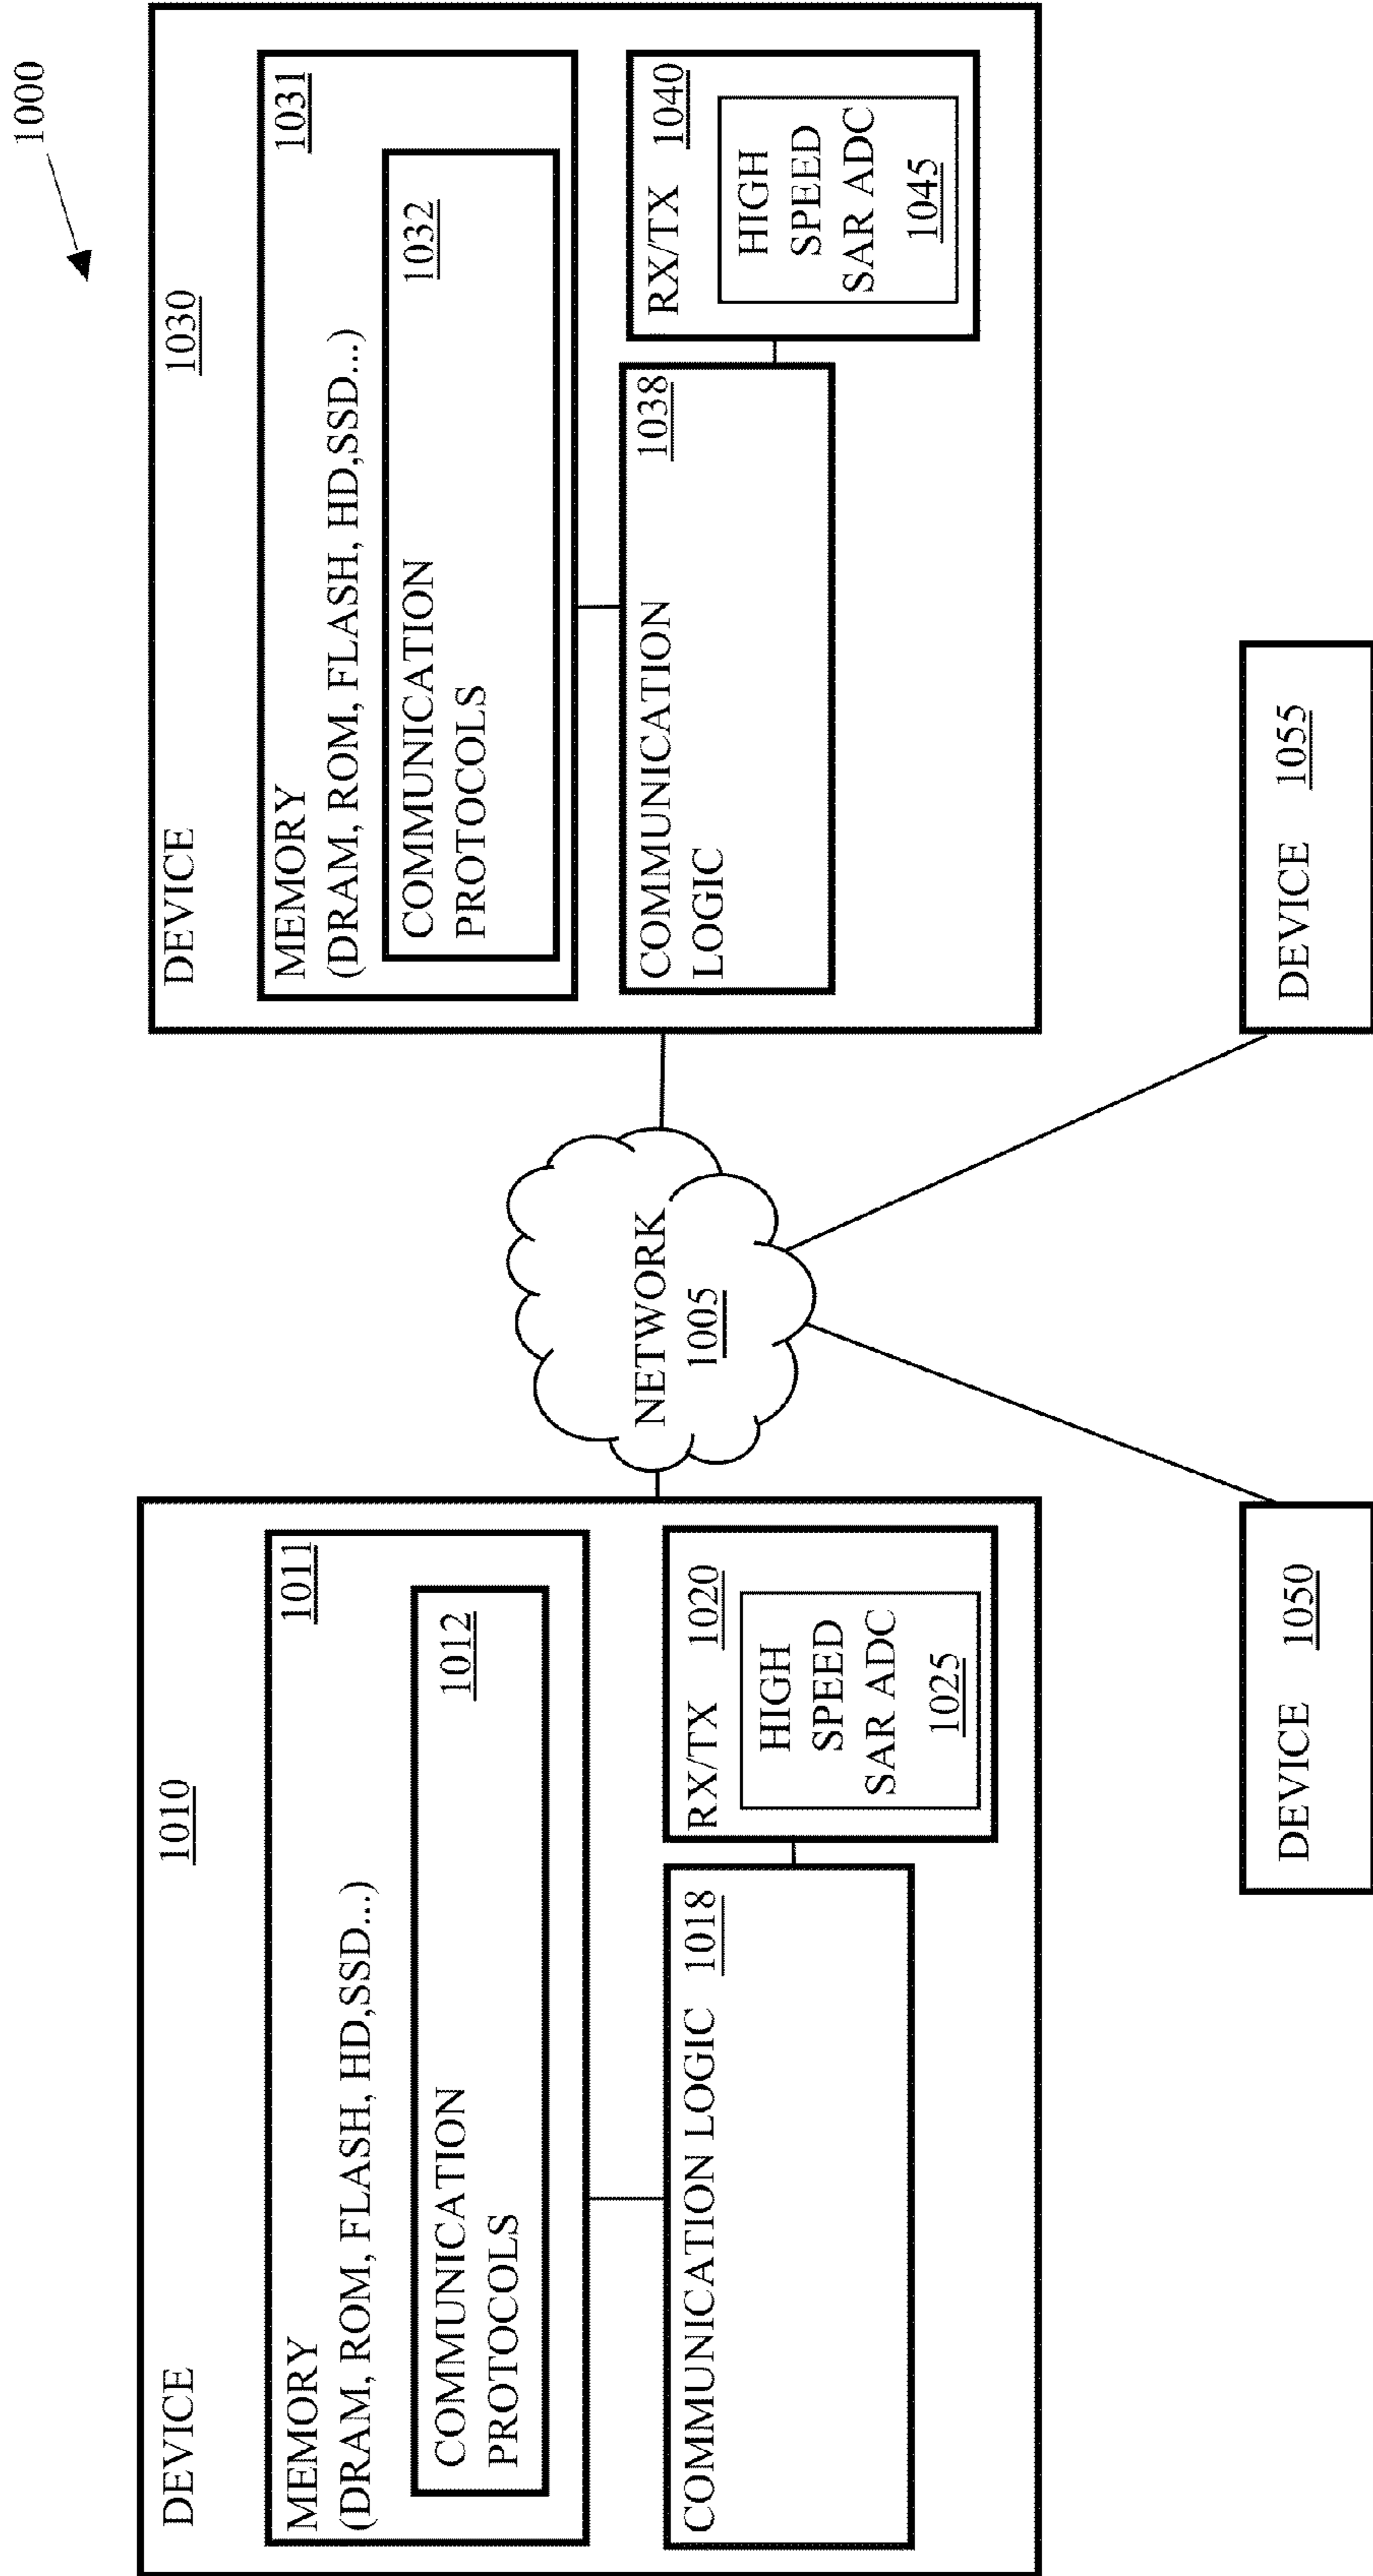 1000
DEVICE 1010
MEMORY 1011
(DRAM, ROM, FLASH, HD,SSD...)
COMMUNICATION 1012
PROTOCOLS
COMMUNICATION LOGIC 1018
RX/TX 1020
HIGH
SPEED
SAR ADC
1025
NETWORK
1005
DEVICE 1030
MEMORY 1031
(DRAM, ROM, FLASH, HD,SSD...)
COMMUNICATION 1032
PROTOCOLS
COMMUNICATION 1038
LOGIC
RX/TX 1040
HIGH
SPEED
SAR ADC
1045
DEVICE 1050
DEVICE 1055